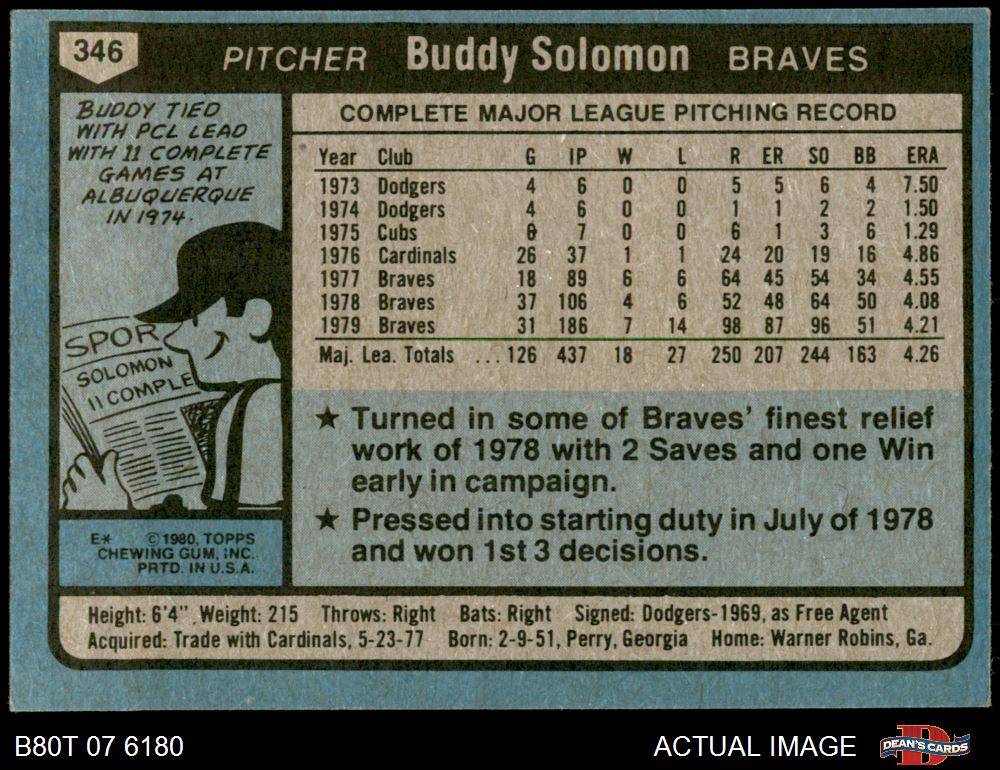 346
PITCHER Buddy Solomon BRAVES
BUDDY TIED
WITH PCL LEAD
WITH 11 COMPLETE
GAMES AT
ALBUQUERQUE
IN 1974.
SPOR
SOLOMON
11 COMPLE
E* © 1980, TOPPS
CHEWING GUM, INC.
PRTD. IN U.S.A.
COMPLETE MAJOR LEAGUE PITCHING RECORD
Year Club G IP W L R ER SO BB ERA
1973 Dodgers 4 6 0 0 5 5 6 4 7.50
1974 Dodgers 4 6 0 0 1 1 2 2 1.50
1975 Cubs 6 7 0 0 6 1 3 6 1.29
1976 Cardinals 26 37 1 1 24 20 19 16 4.86
1977 Braves 18 89 6 6 64 45 54 34 4.55
1978 Braves 37 106 4 6 52 48 64 50 4.08
1979 Braves 31 186 7 14 98 87 96 51 4.21
Maj. Lea. Totals ... 126 437 18 27 250 207 244 163 4.26
★ Turned in some of Braves' finest relief
work of 1978 with 2 Saves and one Win
early in campaign.
★ Pressed into starting duty in July of 1978
and won 1st 3 decisions.
Height: 6'4" Weight: 215 Throws: Right Bats: Right Signed: Dodgers-1969, as Free Agent
Acquired: Trade with Cardinals, 5-23-77 Born: 2-9-51, Perry, Georgia Home: Warner Robins, Ga.
B80T 07 6180 ACTUAL IMAGE DEAN'S CARDS